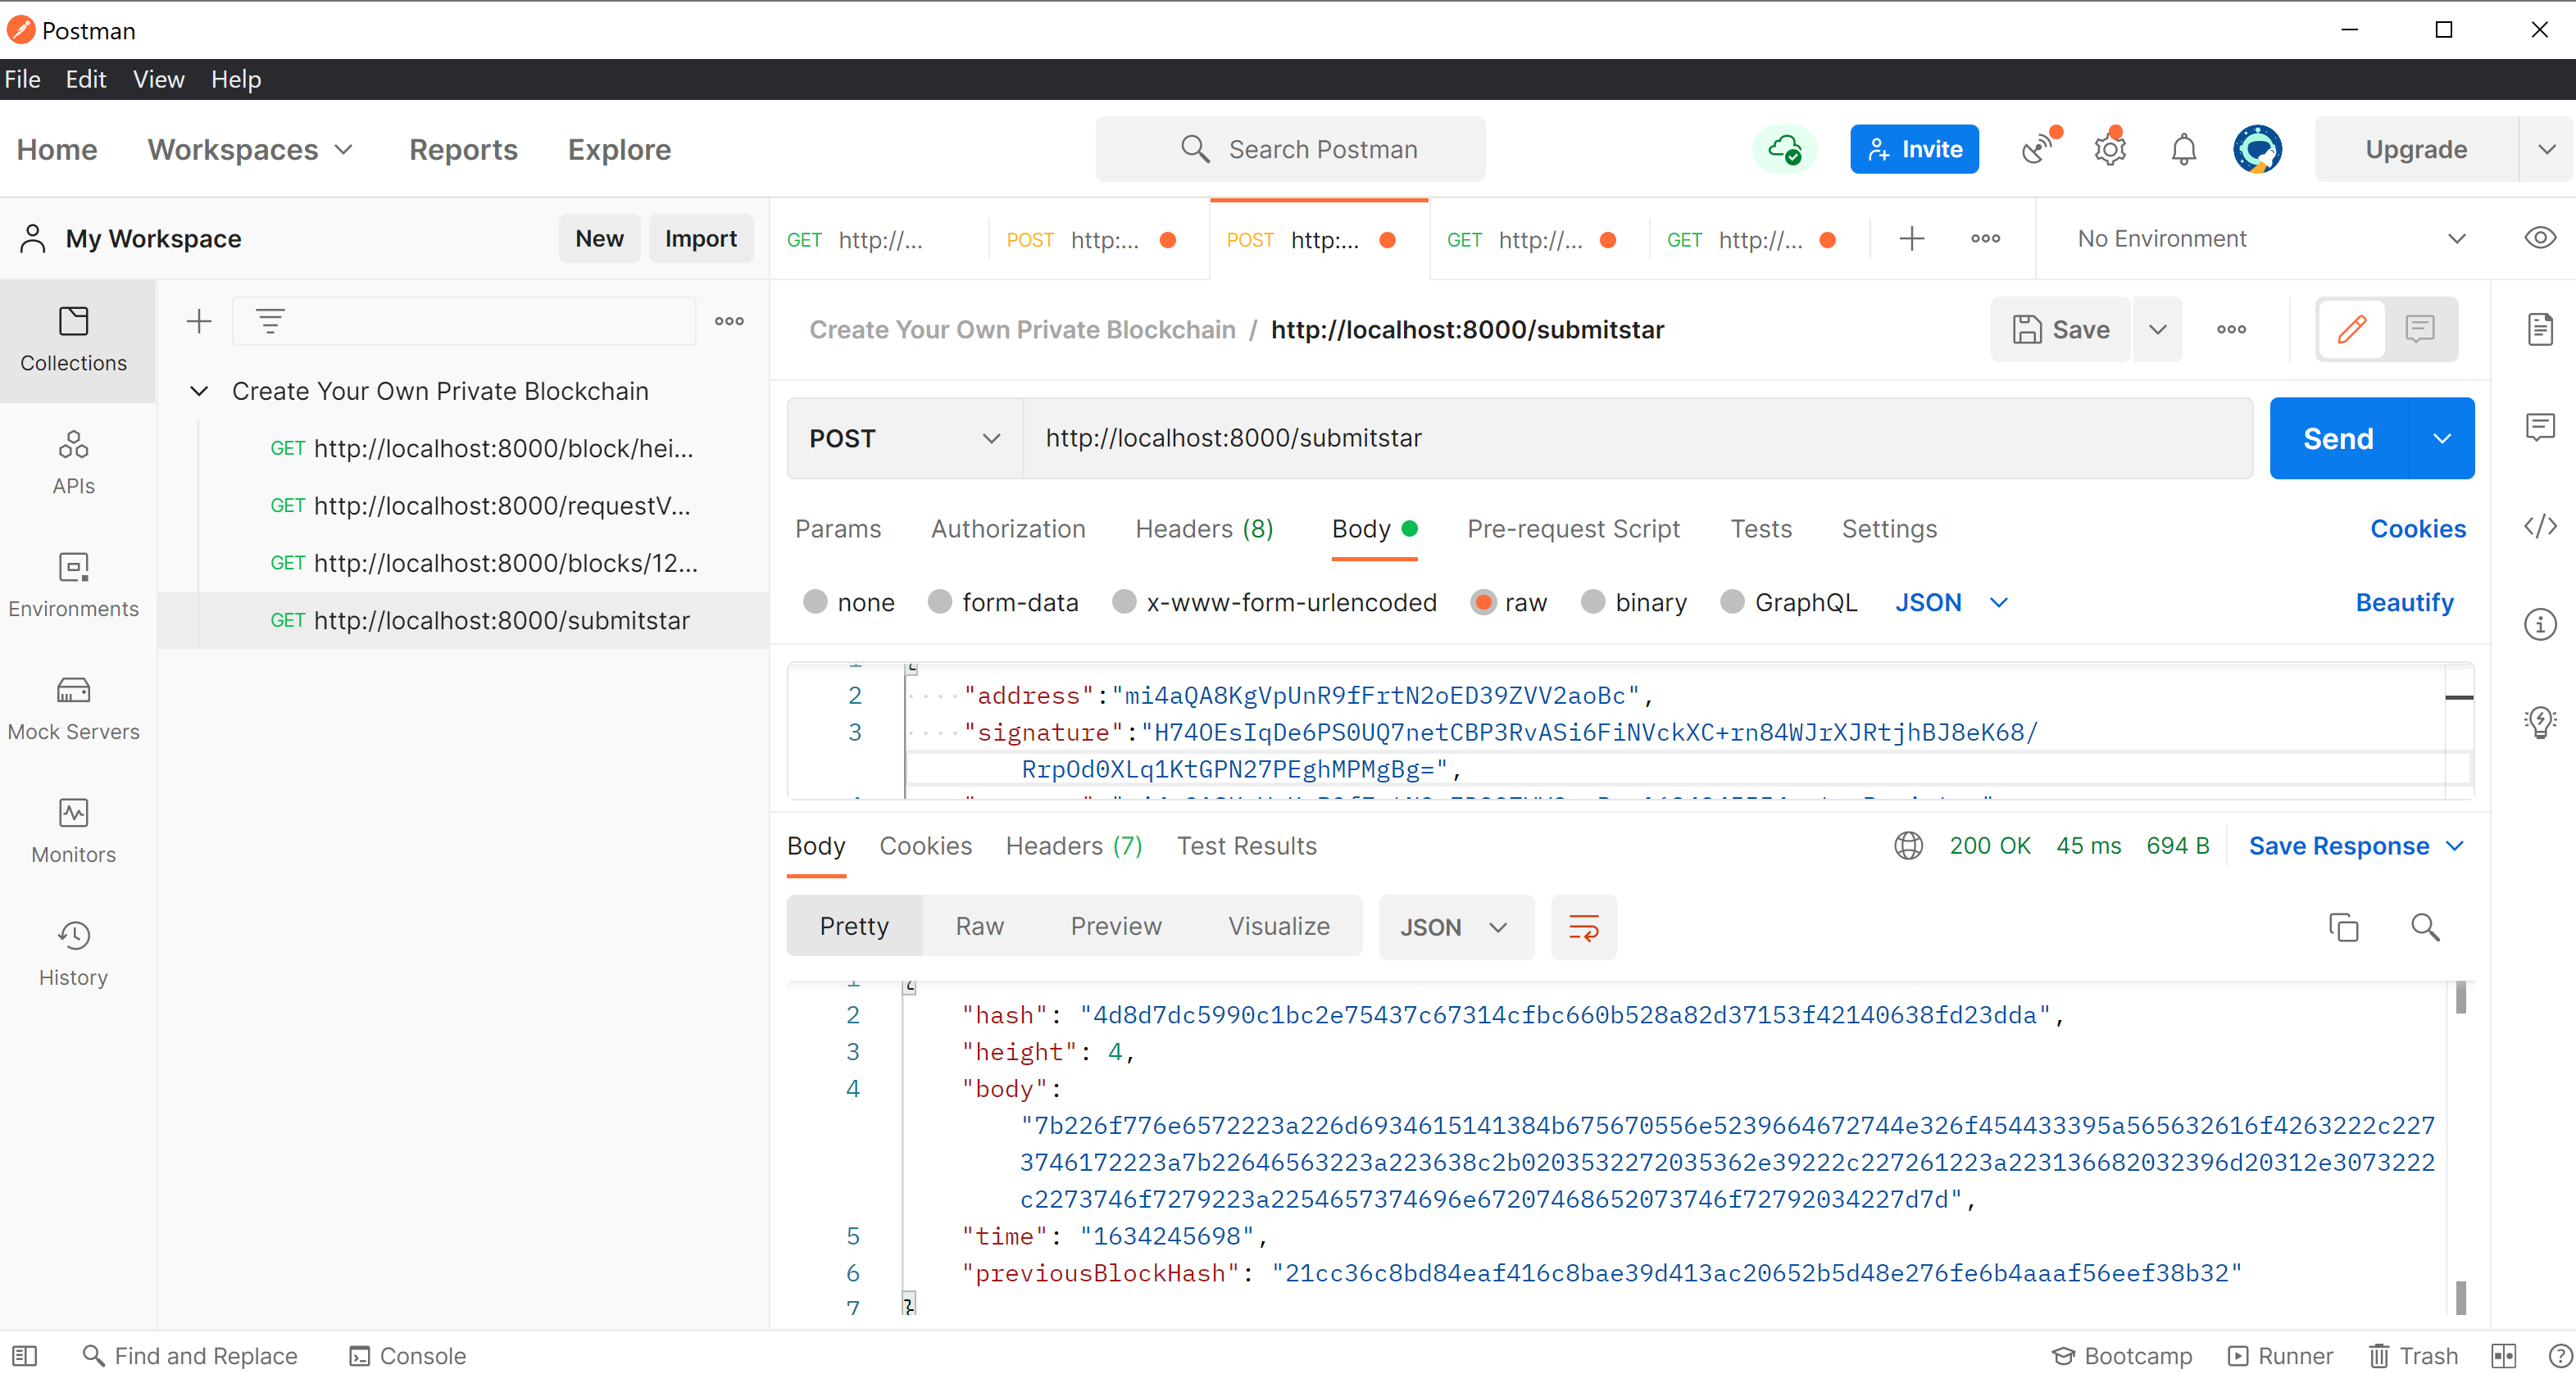 Postman
File Edit View Help
Home Workspaces Reports Explore
Search Postman
Invite
Upgrade
My Workspace
New Import
GET http://...
POST http:...
POST http:...
GET http://...
GET http://...
No Environment
Collections
APIs
Environments
Mock Servers
Monitors
History
Create Your Own Private Blockchain
GET http://localhost:8000/block/hei...
GET http://localhost:8000/requestV...
GET http://localhost:8000/blocks/12...
GET http://localhost:8000/submitstar
Create Your Own Private Blockchain / http://localhost:8000/submitstar
Save
POST http://localhost:8000/submitstar
Send
Params Authorization Headers (8) Body Pre-request Script Tests Settings Cookies
none form-data x-www-form-urlencoded raw binary GraphQL JSON Beautify
2 "address":"mi4aQA8KgVpUnR9fFrtN2oED39ZVV2aoBc",
3 "signature":"H74OEsIqDe6PS0UQ7netCBP3RvASi6FiNVckXC+rn84WJrXJRtjhBJ8eK68/
RrpOd0XLq1KtGPN27PEghMPMgBg=",
Body Cookies Headers (7) Test Results
200 OK 45 ms 694 B Save Response
Pretty Raw Preview Visualize JSON
1 {
2 "hash": "4d8d7dc5990c1bc2e75437c67314cfbc660b528a82d37153f42140638fd23dda",
3 "height": 4,
4 "body":
"7b226f776e6572223a226d6934615141384b675670556e5239664672744e326f454433395a565632616f4263222c227
3746172223a7b22646563223a223638c2b0203532272035362e39222c227261223a223136682032396d20312e3073222
c2273746f7279223a2254657374696e67207468652073746f72792034227d7d",
5 "time": "1634245698",
6 "previousBlockHash": "21cc36c8bd84eaf416c8bae39d413ac20652b5d48e276fe6b4aaaf56eef38b32"
7 }
Find and Replace Console
Bootcamp Runner Trash